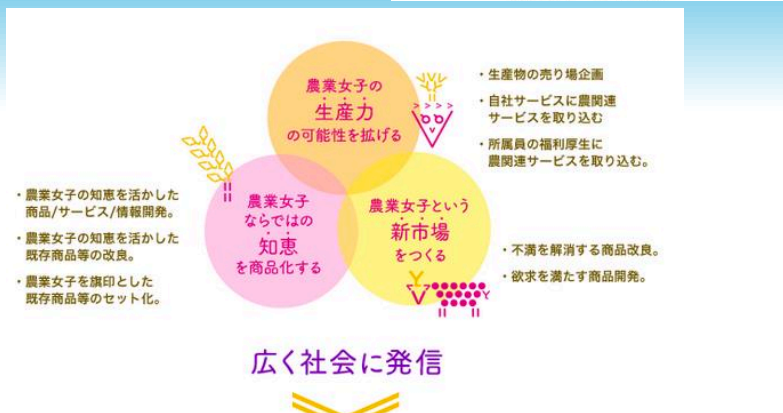 農業女子の
生産力
の可能性を拡げる
・生産物の売り場企画
・自社サービスに農関連
サービスを取り込む
・所属員の福利厚生に
農関連サービスを取り込む。
・農業女子の知恵を活かした
商品/サービス/情報開発。
・農業女子の知恵を活かした
既存商品等の改良。
・農業女子を旗印とした
既存商品等のセット化。
農業女子
ならではの
知恵
を商品化する
農業女子という
新市場
をつくる
・不満を解消する商品改良。
・欲求を満たす商品開発。
広く社会に発信